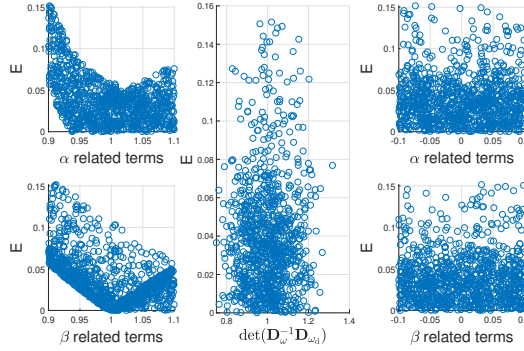 0.15
0.1
0.05
0
E
0.9 0.95 1 1.05 1.1
α related terms
0.15
0.1
0.05
0
E
0.9 0.95 1 1.05 1.1
β related terms
0.16
0.14
0.12
0.1
0.08
0.06
0.04
0.02
0
E
0.8 1 1.2 1.4
det(D_ω^{-1}D_{ω_d})
0.15
0.1
0.05
0
E
-0.1 -0.05 0 0.05 0.1
α related terms
0.15
0.1
0.05
0
E
-0.1 -0.05 0 0.05 0.1
β related terms